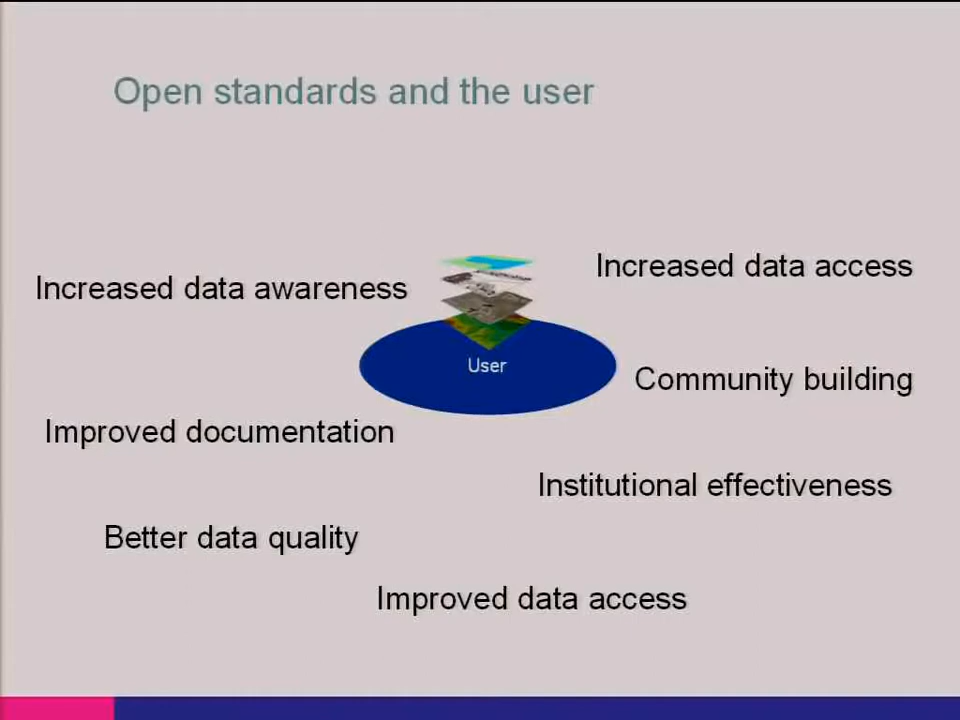 Open standards and the user
Increased data access
Increased data awareness
User
Community building
Improved documentation
Institutional effectiveness
Better data quality
Improved data access